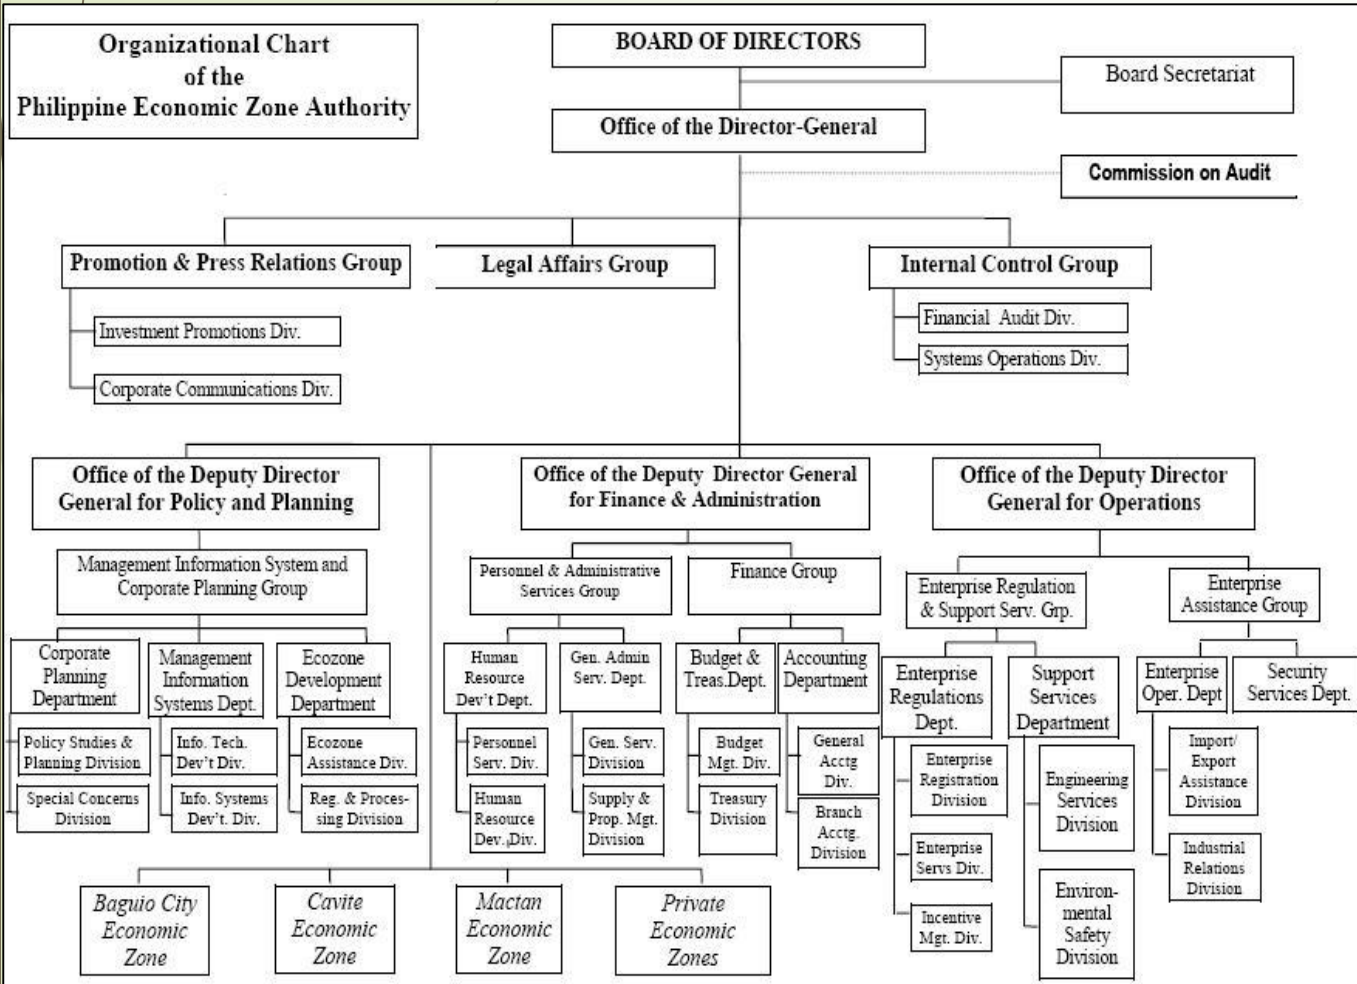 Organizational Chart
of the
Philippine Economic Zone Authority
BOARD OF DIRECTORS
Board Secretariat
Office of the Director-General
Commission on Audit
Promotion & Press Relations Group
Legal Affairs Group
Internal Control Group
Investment Promotions Div.
Corporate Communications Div.
Financial Audit Div.
Systems Operations Div.
Office of the Deputy Director
General for Policy and Planning
Office of the Deputy Director General
for Finance & Administration
Office of the Deputy Director
General for Operations
Management Information System and
Corporate Planning Group
Personnel & Administrative
Services Group
Finance Group
Enterprise Regulation
& Support Serv. Grp.
Enterprise
Assistance Group
Corporate
Planning
Department
Management
Information
Systems Dept.
Ecozone
Development
Department
Human
Resource
Dev't Dept.
Gen. Admin
Serv. Dept.
Budget &
Treas.Dept.
Accounting
Department
Enterprise
Regulations
Dept.
Support
Services
Department
Enterprise
Oper. Dept
Security
Services Dept.
Policy Studies &
Planning Division
Special Concerns
Division
Info. Tech.
Dev't Div.
Info. Systems
Dev't. Div.
Ecozone
Assistance Div.
Reg. & Proces-
sing Division
Personnel
Serv. Div.
Human
Resource
Dev. Div.
Gen. Serv.
Division
Supply &
Prop. Mgt.
Division
Budget
Mgt. Div.
Treasury
Division
General
Acctg
Div.
Branch
Acctg.
Division
Enterprise
Registration
Division
Enterprise
Servs Div.
Incentive
Mgt. Div.
Engineering
Services
Division
Environ-
mental
Safety
Division
Import/
Export
Assistance
Division
Industrial
Relations
Division
Baguio City
Economic
Zone
Cavite
Economic
Zone
Mactan
Economic
Zone
Private
Economic
Zones